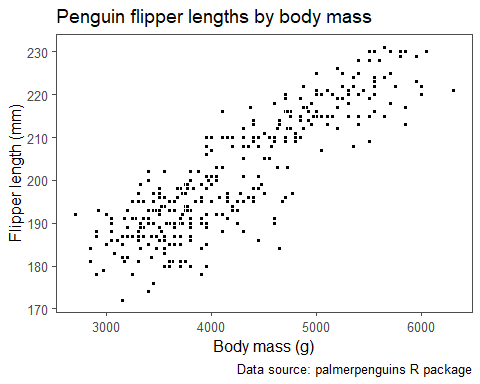 Penguin flipper lengths by body mass
Flipper length (mm)
230
220
210
200
190
180
170
3000 4000 5000 6000
Body mass (g)
Data source: palmerpenguins R package